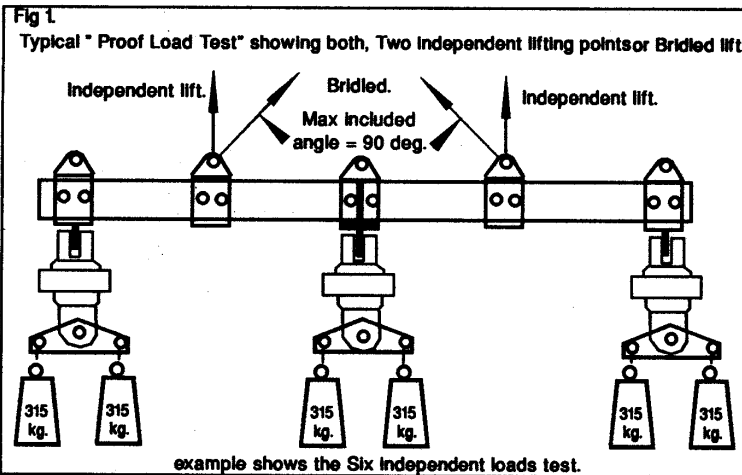 Fig 1.
Typical " Proof Load Test" showing both, Two Independent lifting pointsor Bridled lift
Independent lift.
Bridled.
Independent lift.
Max included
angle = 90 deg.
315
kg.
315
kg.
315
kg.
315
kg.
315
kg.
315
kg.
example shows the Six Independent loads test.